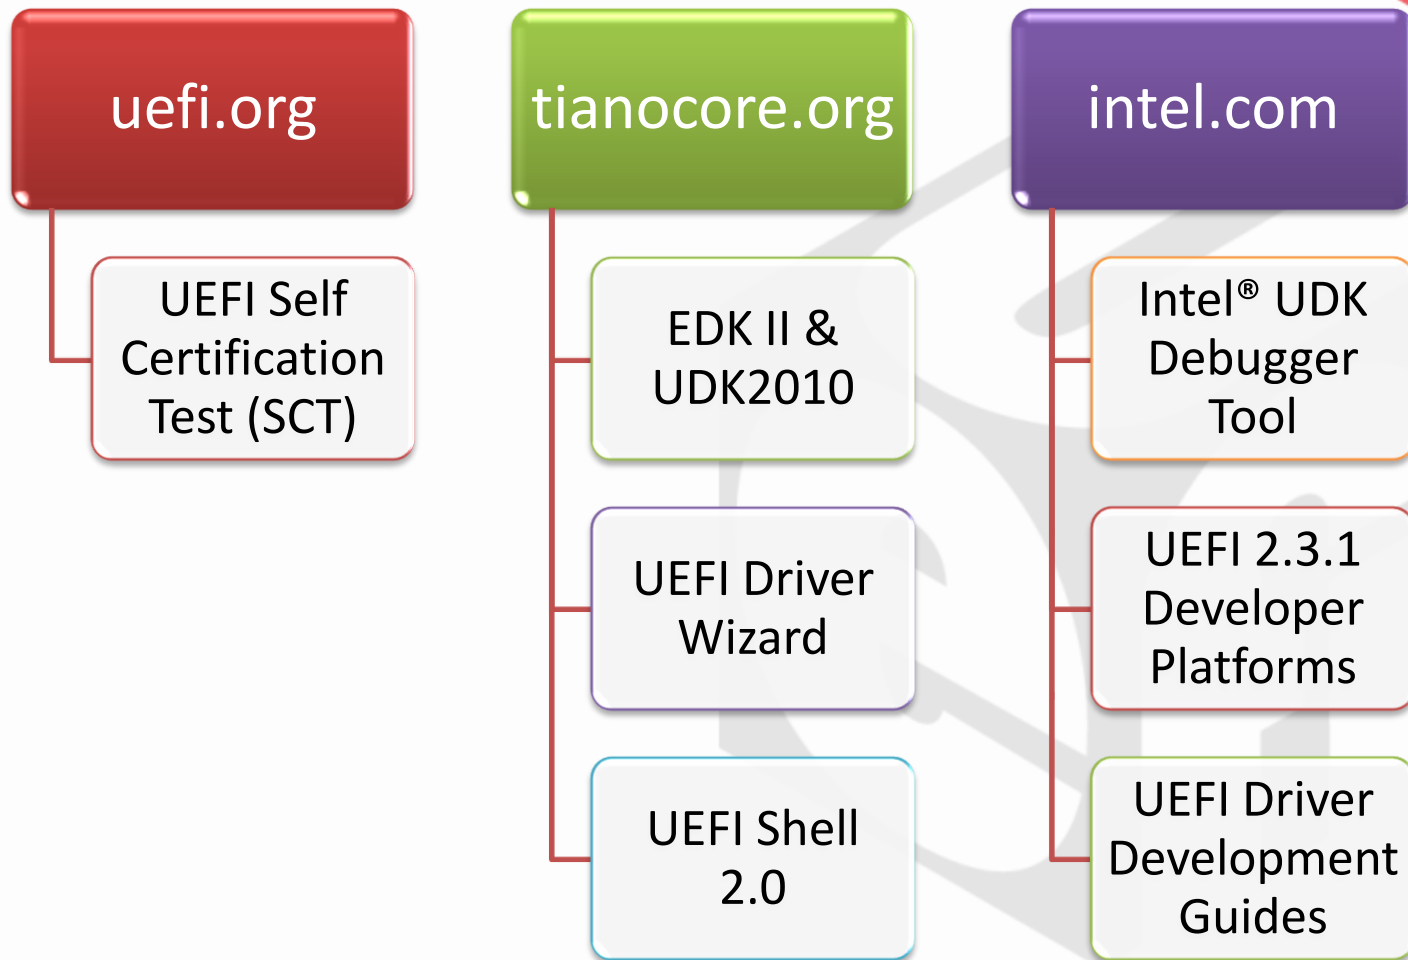 uefi.org
UEFI Self
Certification
Test (SCT)
tianocore.org
EDK II &
UDK2010
UEFI Driver
Wizard
UEFI Shell
2.0
intel.com
Intel® UDK
Debugger
Tool
UEFI 2.3.1
Developer
Platforms
UEFI Driver
Development
Guides